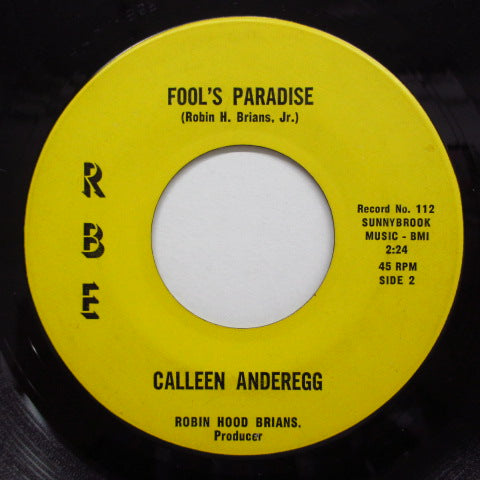 FOOL'S PARADISE
(Robin H. Brians, Jr.)
R
B
E
Record No. 112
SUNNYBROOK
MUSIC - BMI
2:24
45 RPM
SIDE 2
CALLEEN ANDEREGG
ROBIN HOOD BRIANS.
Producer